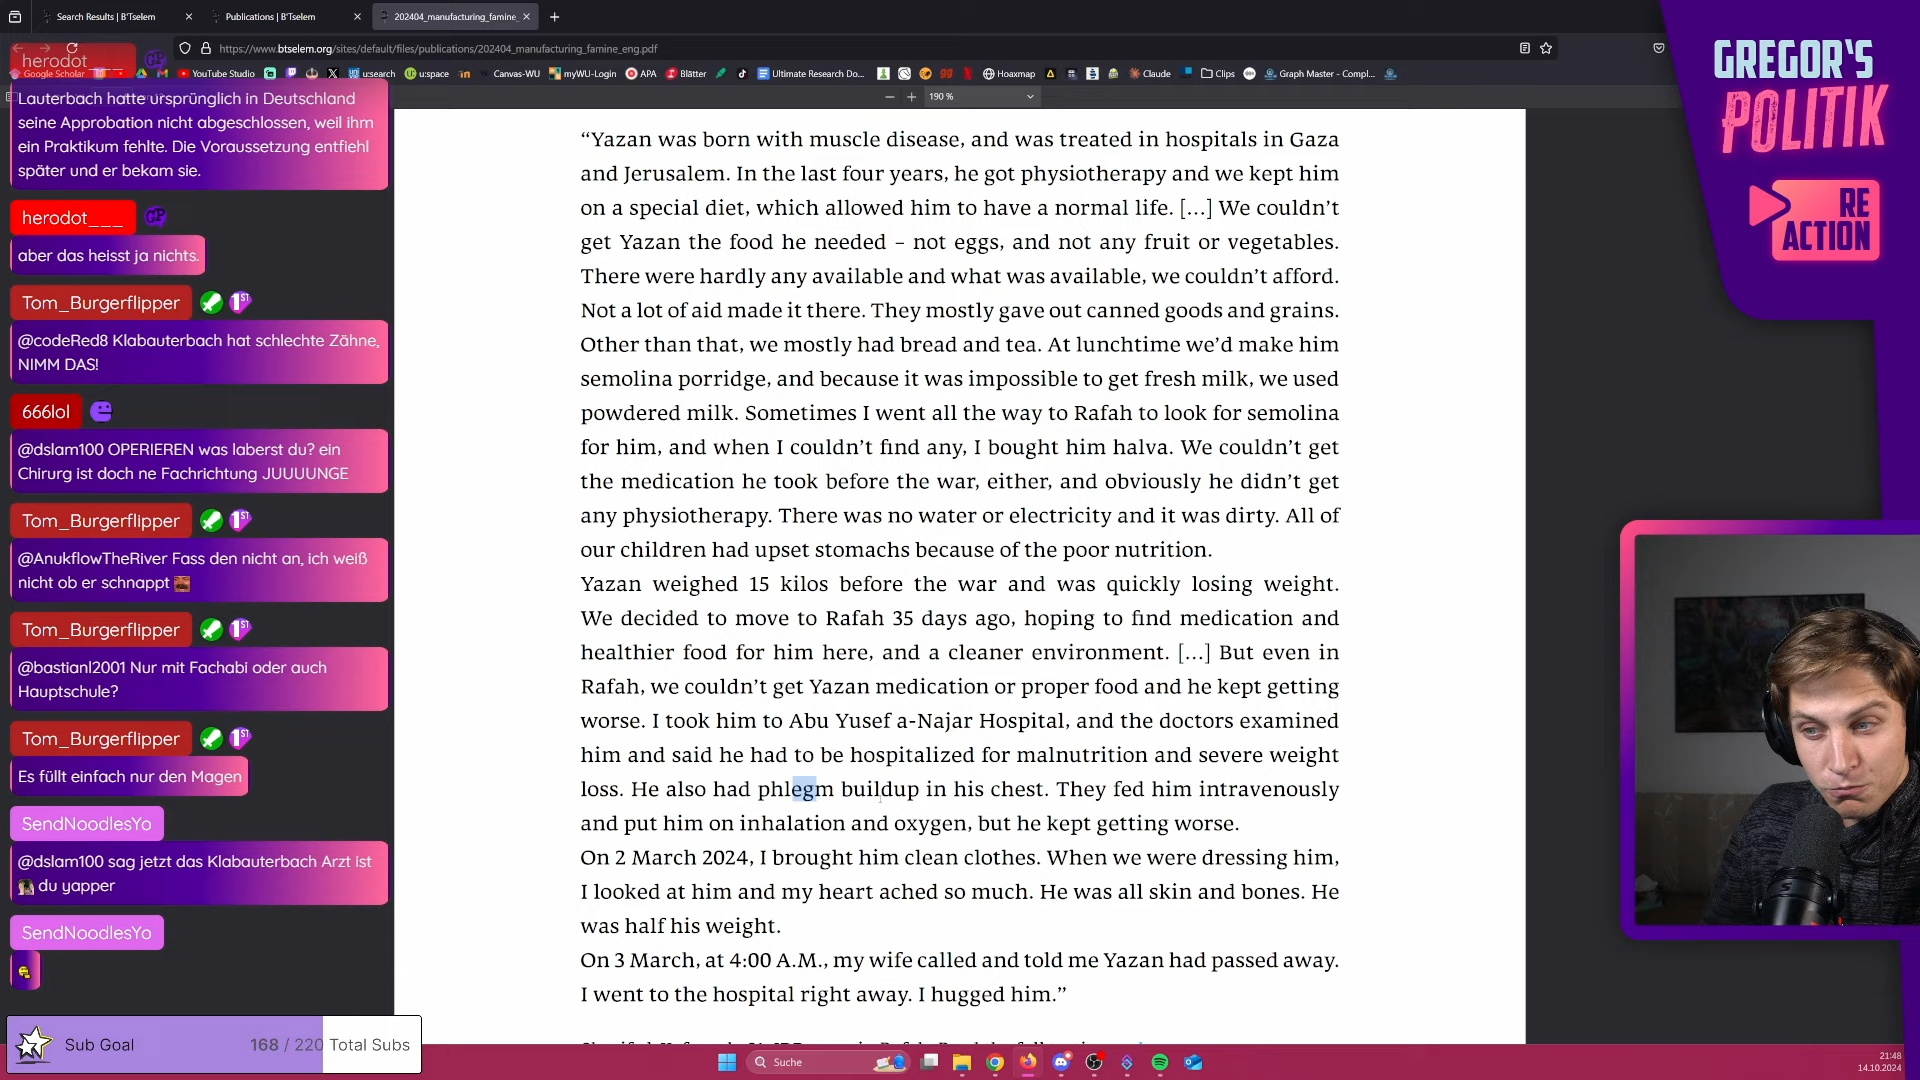 Search Results | B'Tselem
Publications | B'Tselem
202404_manufacturing_famine_
https://www.btselem.org/sites/default/files/publications/202404_manufacturing_famine_eng.pdf
Google Scholar
YouTube Studio
usearch
u:space
Canvas-WU
myWU-Login
APA
Blätter
Ultimate Research Do...
Hoaxmap
Claude
Clips
Graph Master - Compl...
190 %
herodot
Lauterbach hatte ursprünglich in Deutschland
seine Approbation nicht abgeschlossen, weil ihm
ein Praktikum fehlte. Die Voraussetzung entfiehl
später und er bekam sie.
herodot___
aber das heisst ja nichts.
Tom_Burgerflipper
@codeRed8 Klabauterbach hat schlechte Zähne,
NIMM DAS!
666lol
@dslam100 OPERIEREN was laberst du? ein
Chirurg ist doch ne Fachrichtung JUUUUNGE
Tom_Burgerflipper
@AnukflowTheRiver Fass den nicht an, ich weiß
nicht ob er schnappt
Tom_Burgerflipper
@bastianl2001 Nur mit Fachabi oder auch
Hauptschule?
Tom_Burgerflipper
Es füllt einfach nur den Magen
SendNoodlesYo
@dslam100 sag jetzt das Klabauterbach Arzt ist
du yapper
SendNoodlesYo
Sub Goal 168 / 220 Total Subs
“Yazan was born with muscle disease, and was treated in hospitals in Gaza
and Jerusalem. In the last four years, he got physiotherapy and we kept him
on a special diet, which allowed him to have a normal life. […] We couldn’t
get Yazan the food he needed – not eggs, and not any fruit or vegetables.
There were hardly any available and what was available, we couldn’t afford.
Not a lot of aid made it there. They mostly gave out canned goods and grains.
Other than that, we mostly had bread and tea. At lunchtime we’d make him
semolina porridge, and because it was impossible to get fresh milk, we used
powdered milk. Sometimes I went all the way to Rafah to look for semolina
for him, and when I couldn’t find any, I bought him halva. We couldn’t get
the medication he took before the war, either, and obviously he didn’t get
any physiotherapy. There was no water or electricity and it was dirty. All of
our children had upset stomachs because of the poor nutrition.
Yazan weighed 15 kilos before the war and was quickly losing weight.
We decided to move to Rafah 35 days ago, hoping to find medication and
healthier food for him here, and a cleaner environment. […] But even in
Rafah, we couldn’t get Yazan medication or proper food and he kept getting
worse. I took him to Abu Yusef a-Najar Hospital, and the doctors examined
him and said he had to be hospitalized for malnutrition and severe weight
loss. He also had phlegm buildup in his chest. They fed him intravenously
and put him on inhalation and oxygen, but he kept getting worse.
On 2 March 2024, I brought him clean clothes. When we were dressing him,
I looked at him and my heart ached so much. He was all skin and bones. He
was half his weight.
On 3 March, at 4:00 A.M., my wife called and told me Yazan had passed away.
I went to the hospital right away. I hugged him.”
GREGOR'S
POLITIK
RE
ACTION
Suche
21:48
14.10.2024